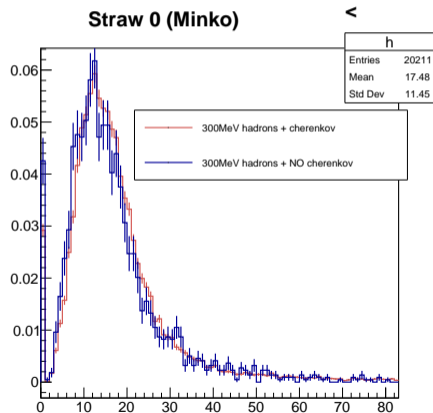 Straw 0 (Minko)
<
h
Entries 20211
Mean 17.48
Std Dev 11.45
300MeV hadrons + cherenkov
300MeV hadrons + NO cherenkov
0.06
0.05
0.04
0.03
0.02
0.01
0
0 10 20 30 40 50 60 70 80